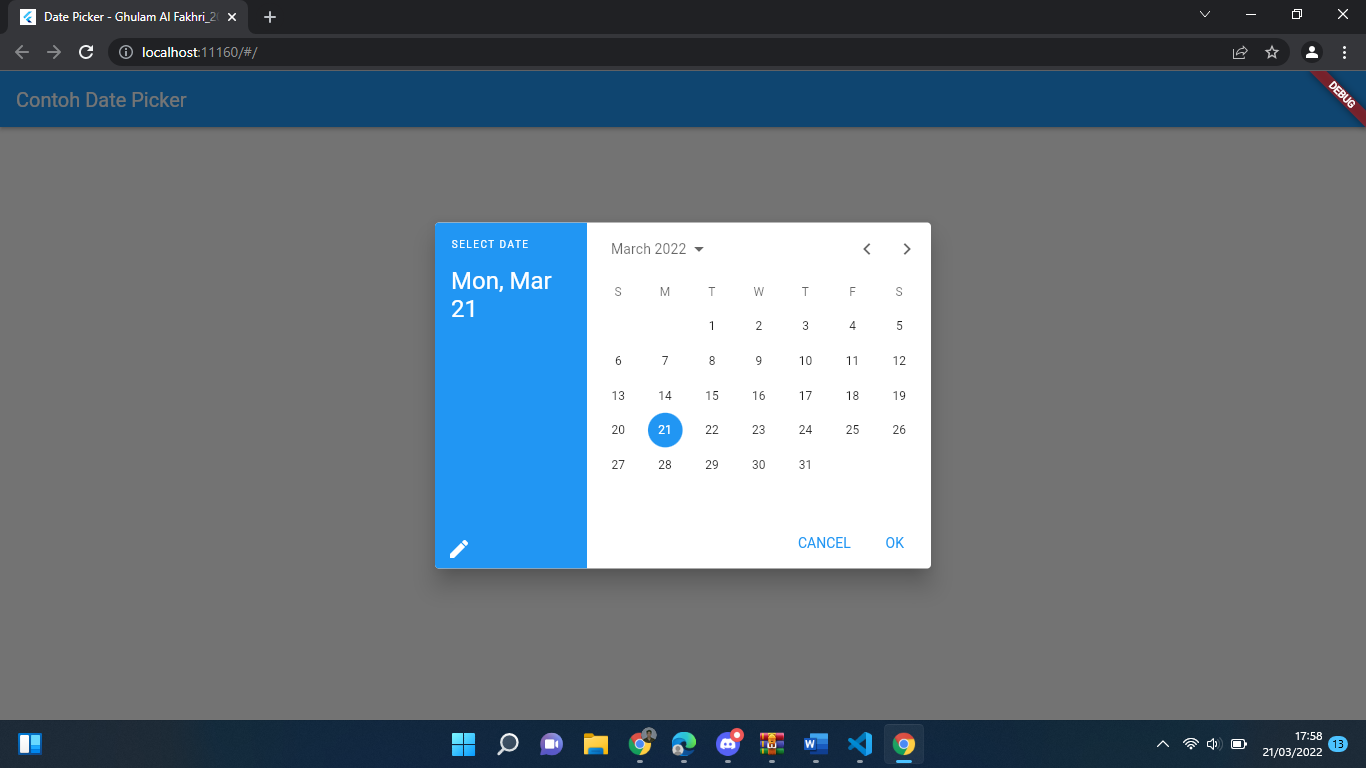 Date Picker - Ghulam Al Fakhri_2
localhost:11160/#/
Contoh Date Picker
DEBUG
SELECT DATE
Mon, Mar
21
March 2022
S M T W T F S
1 2 3 4 5
6 7 8 9 10 11 12
13 14 15 16 17 18 19
20 21 22 23 24 25 26
27 28 29 30 31
CANCEL OK
17:58
21/03/2022 13